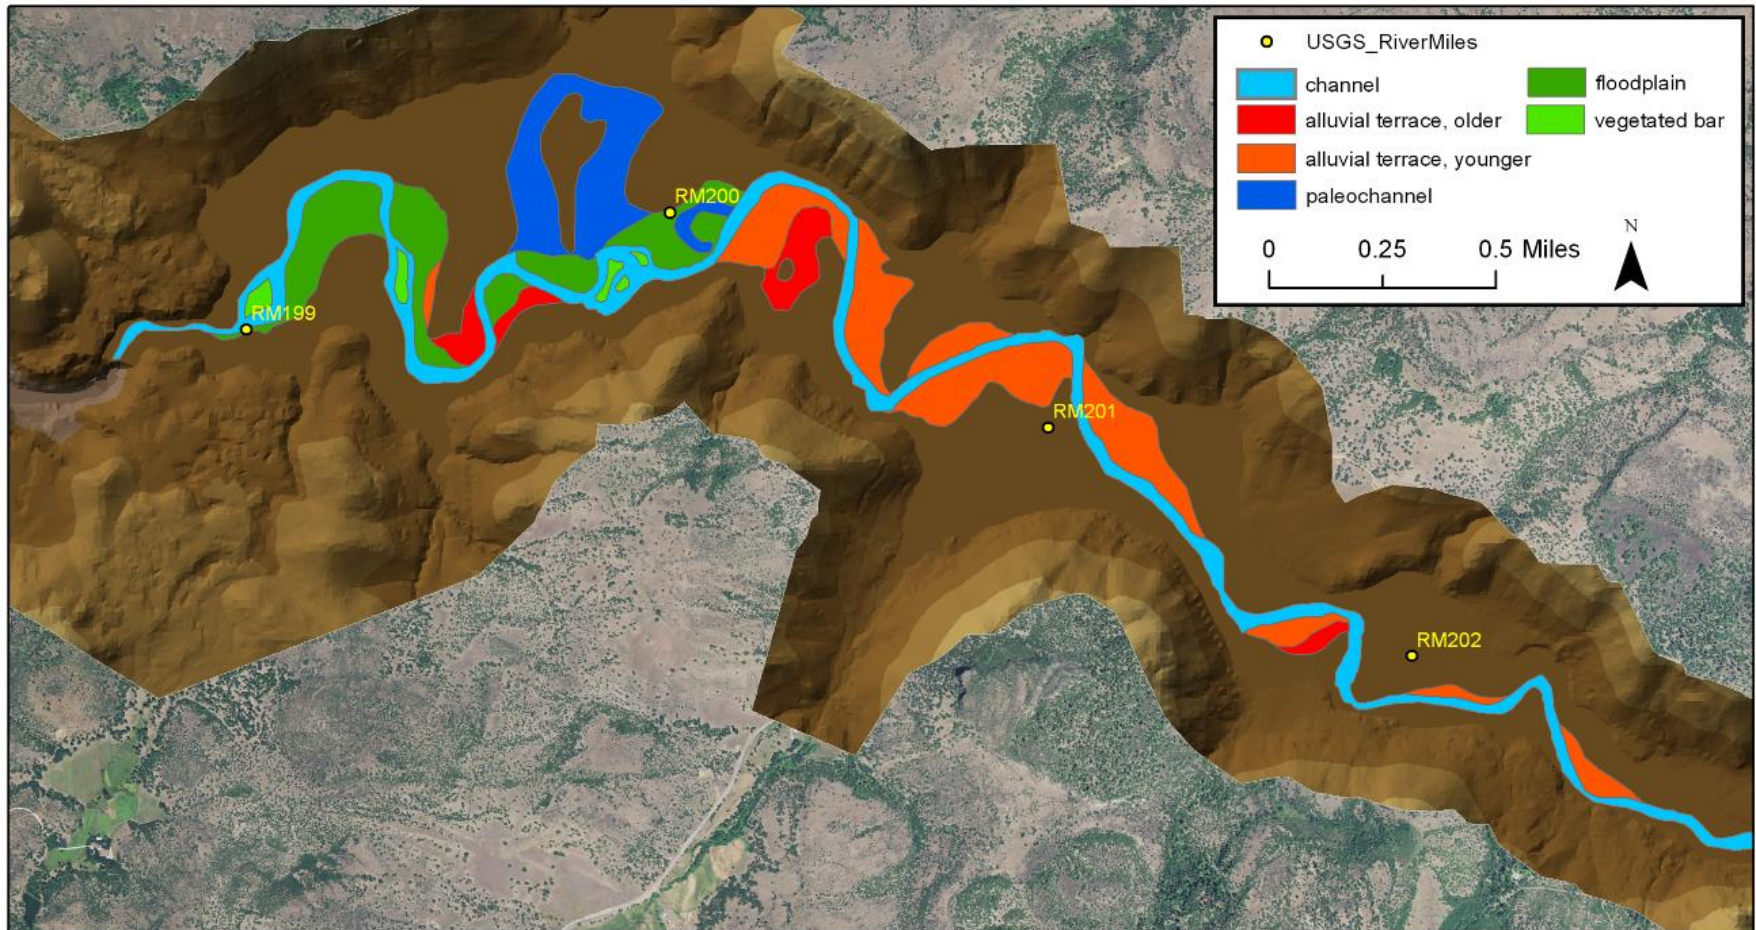 USGS_RiverMiles
channel
floodplain
alluvial terrace, older
vegetated bar
alluvial terrace, younger
paleochannel
N
0 0.25 0.5 Miles
RM200
RM199
RM201
RM202